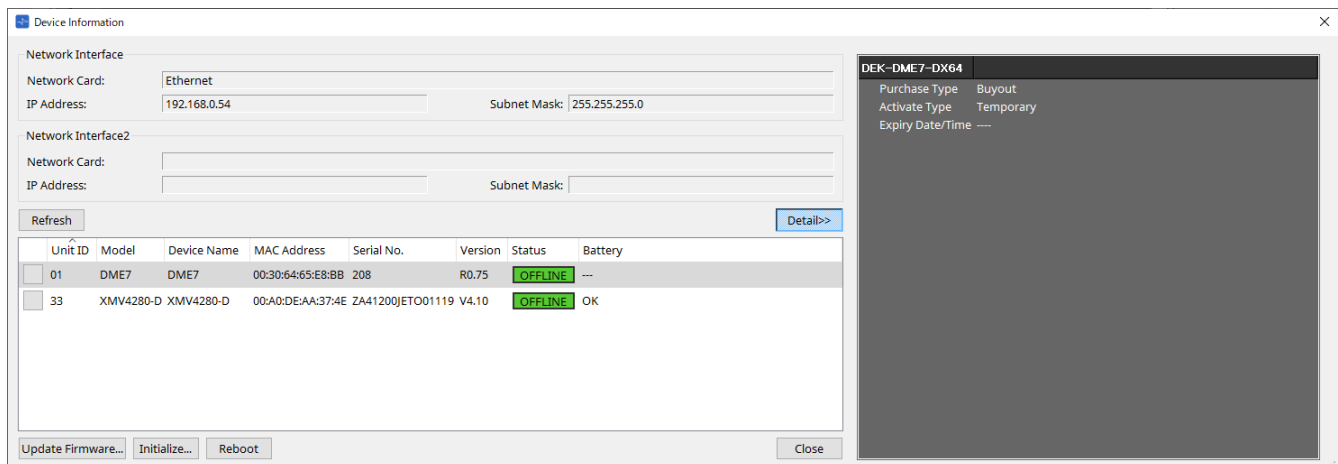 Device Information
Network Interface
Network Card: Ethernet
IP Address: 192.168.0.54 Subnet Mask: 255.255.255.0
Network Interface2
Network Card:
IP Address: Subnet Mask:
Refresh Detail>>
Unit ID Model Device Name MAC Address Serial No. Version Status Battery
01 DME7 DME7 00:30:64:65:E8:BB 208 R0.75 OFFLINE ---
33 XMV4280-D XMV4280-D 00:A0:DE:AA:37:4E ZA41200JETO01119 V4.10 OFFLINE OK
Update Firmware... Initialize... Reboot Close
DEK-DME7-DX64
Purchase Type Buyout
Activate Type Temporary
Expiry Date/Time ----